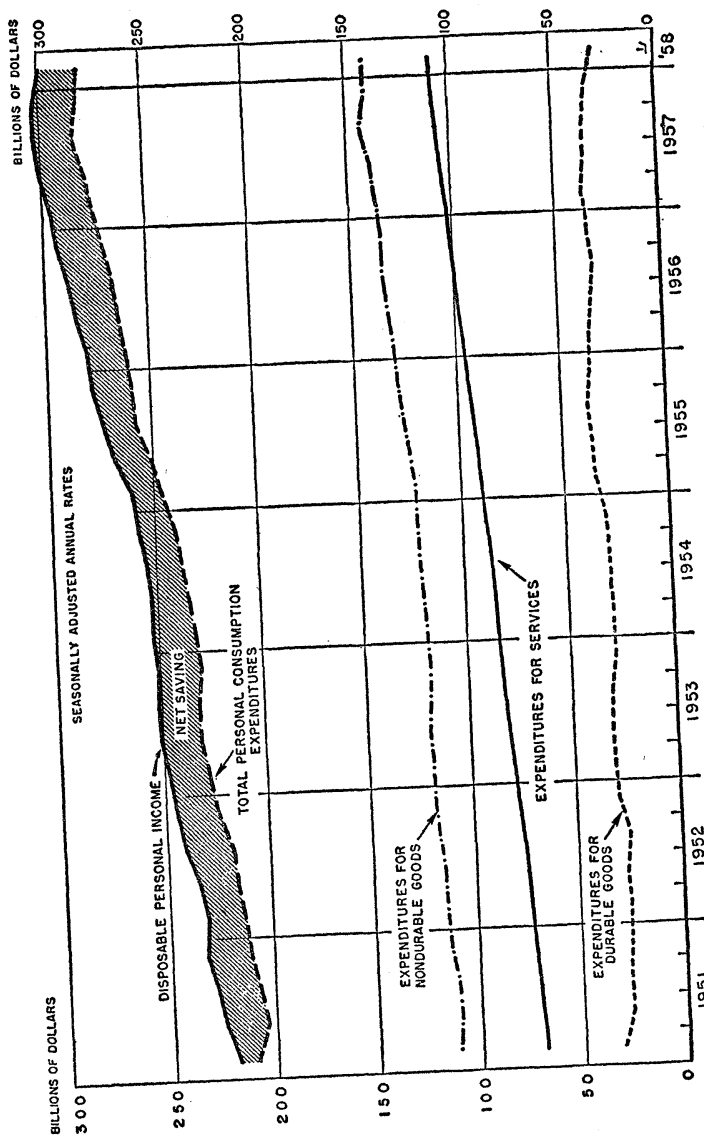 BILLIONS OF DOLLARS
BILLIONS OF DOLLARS
SEASONALLY ADJUSTED ANNUAL RATES
300
250
200
150
100
50
0
300
250
200
150
100
50
0
DISPOSABLE PERSONAL INCOME
NET SAVING
TOTAL PERSONAL CONSUMPTION
EXPENDITURES
EXPENDITURES FOR
NONDURABLE GOODS
EXPENDITURES FOR SERVICES
EXPENDITURES FOR
DURABLE GOODS
1951
1952
1953
1954
1955
1956
1957
'58
1/